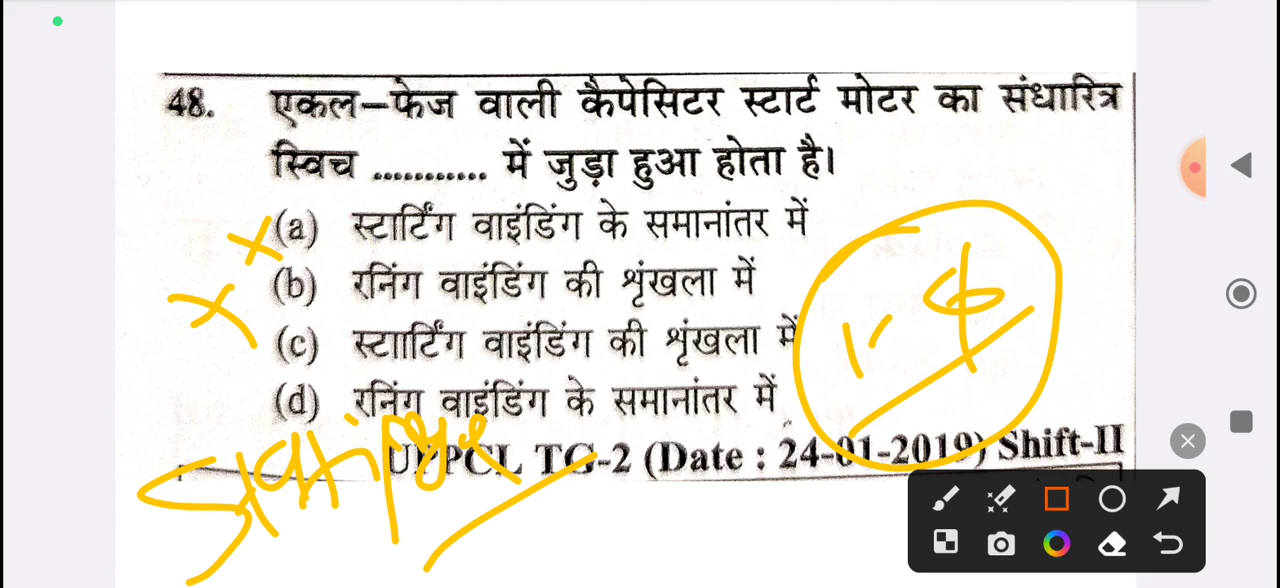 48. एकल-फेज वाली कैपेसिटर स्टार्ट मोटर का संधारित्र
स्विच ........... में जुड़ा हुआ होता है।
(a) स्टार्टिंग वाइंडिंग के समानांतर में
(b) रनिंग वाइंडिंग की शृंखला में
(c) स्टाार्टिंग वाइंडिंग की शृंखला में
(d) रनिंग वाइंडिंग के समानांतर में
UPPCL TG-2 (Date : 24-01-2019) Shift-II
1-ɸ